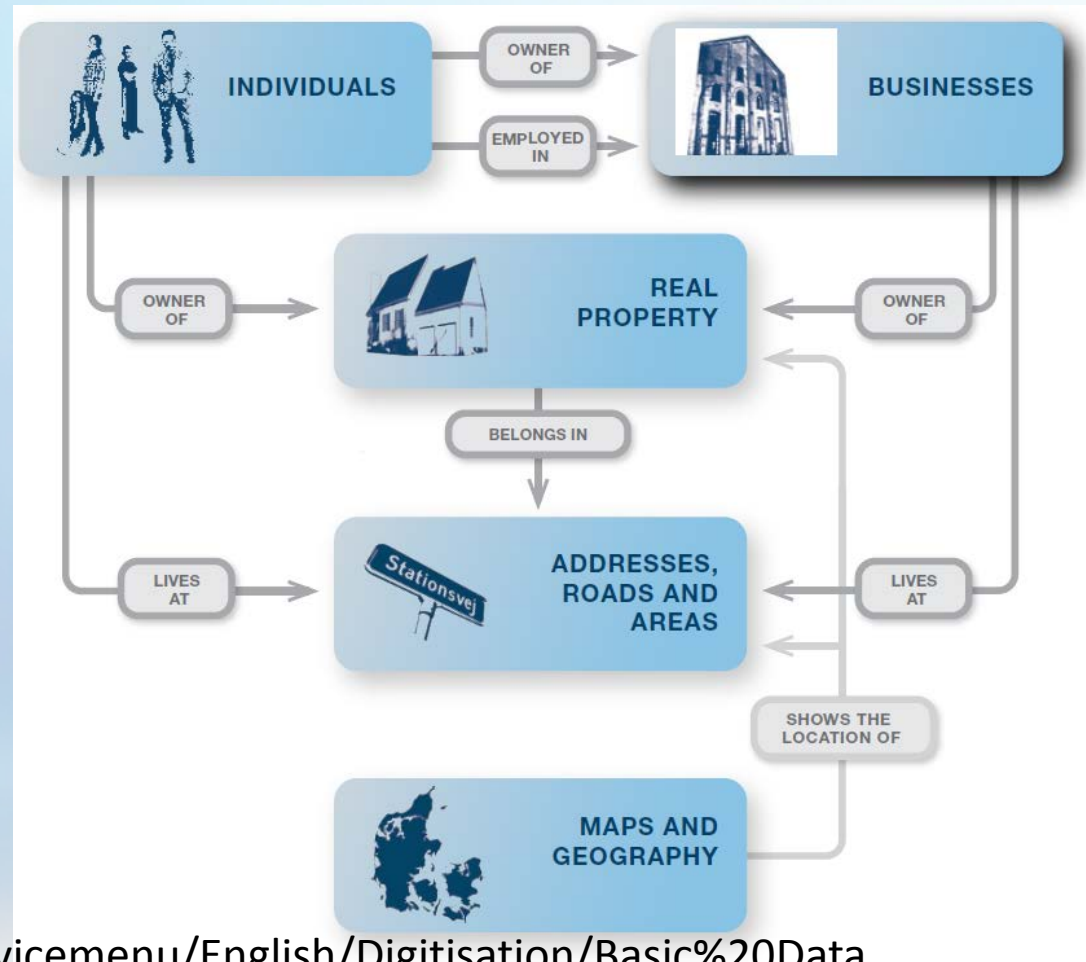 INDIVIDUALS
OWNER
OF
BUSINESSES
EMPLOYED
IN
OWNER
OF
REAL
PROPERTY
OWNER
OF
BELONGS IN
LIVES
AT
Stationsvej
ADDRESSES,
ROADS AND
AREAS
LIVES
AT
SHOWS THE
LOCATION OF
MAPS AND
GEOGRAPHY
vicemenu/English/Digitisation/Basic%20Data